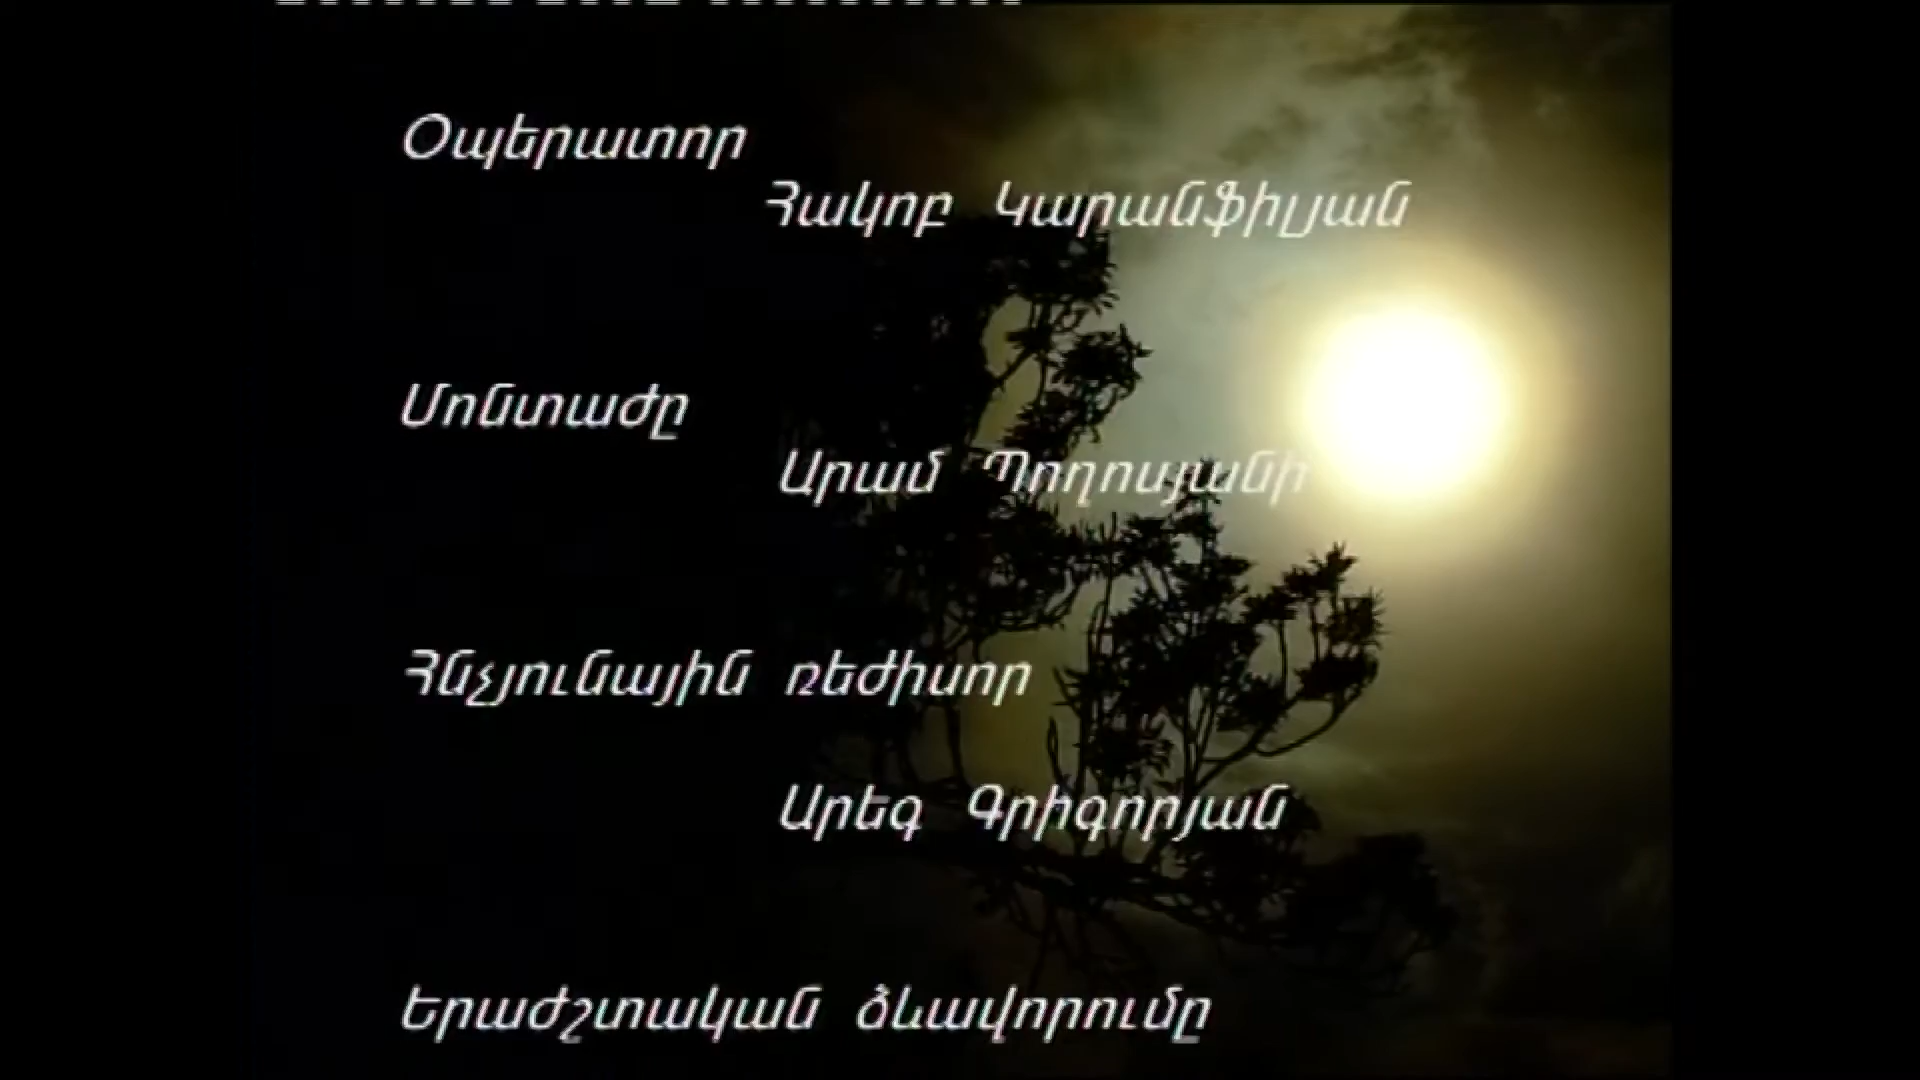 Օպերատոր
Հակոբ Կարանֆիլյան
Մոնտաժը
Արամ Պողոսյանի
Հնչյունային ռեժիսոր
Արեգ Գրիգորյան
Երաժշտական ձևավորումը